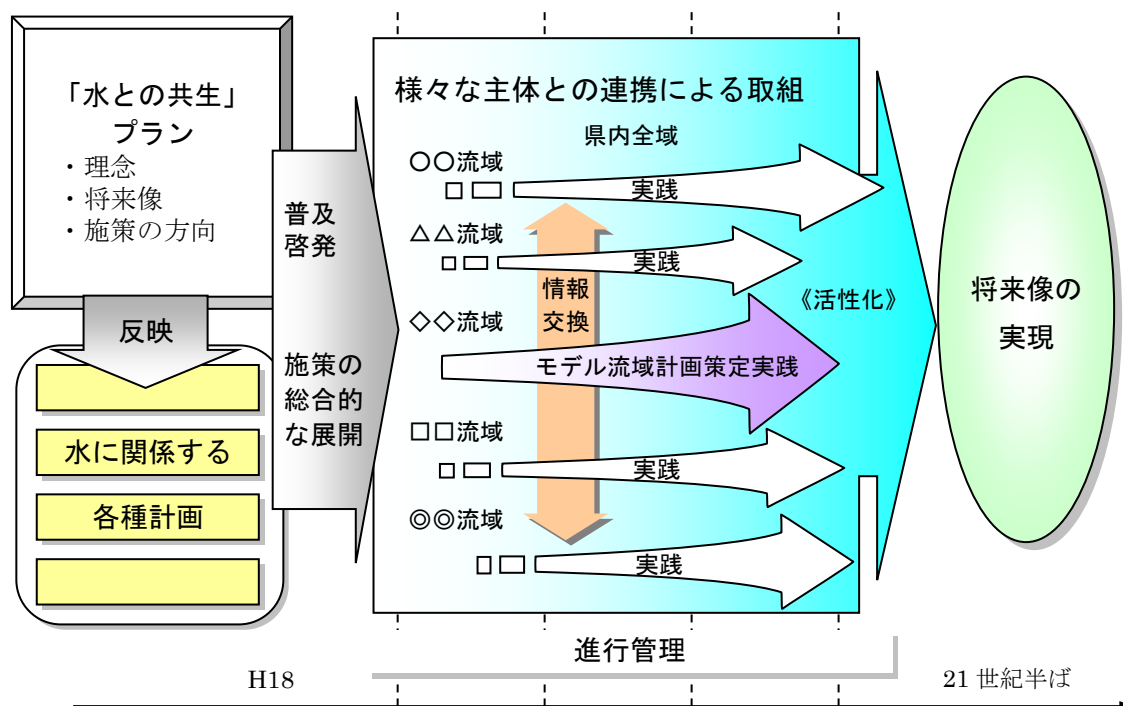 「水との共生」
プラン
・理念
・将来像
・施策の方向
反映
水に関係する
各種計画
普及
啓発
施策の
総合的
な展開
様々な主体との連携による取組
県内全域
○○流域
実践
△△流域
実践
情報
交換
《活性化》
◇◇流域
モデル流域計画策定実践
□□流域
実践
◎◎流域
実践
将来像の
実現
進行管理
H18
21 世紀半ば